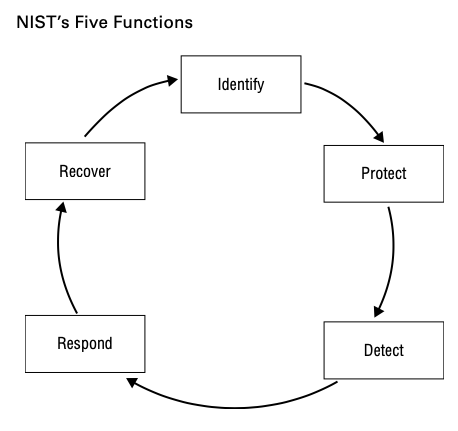 NIST's Five Functions
Identify
Protect
Detect
Respond
Recover